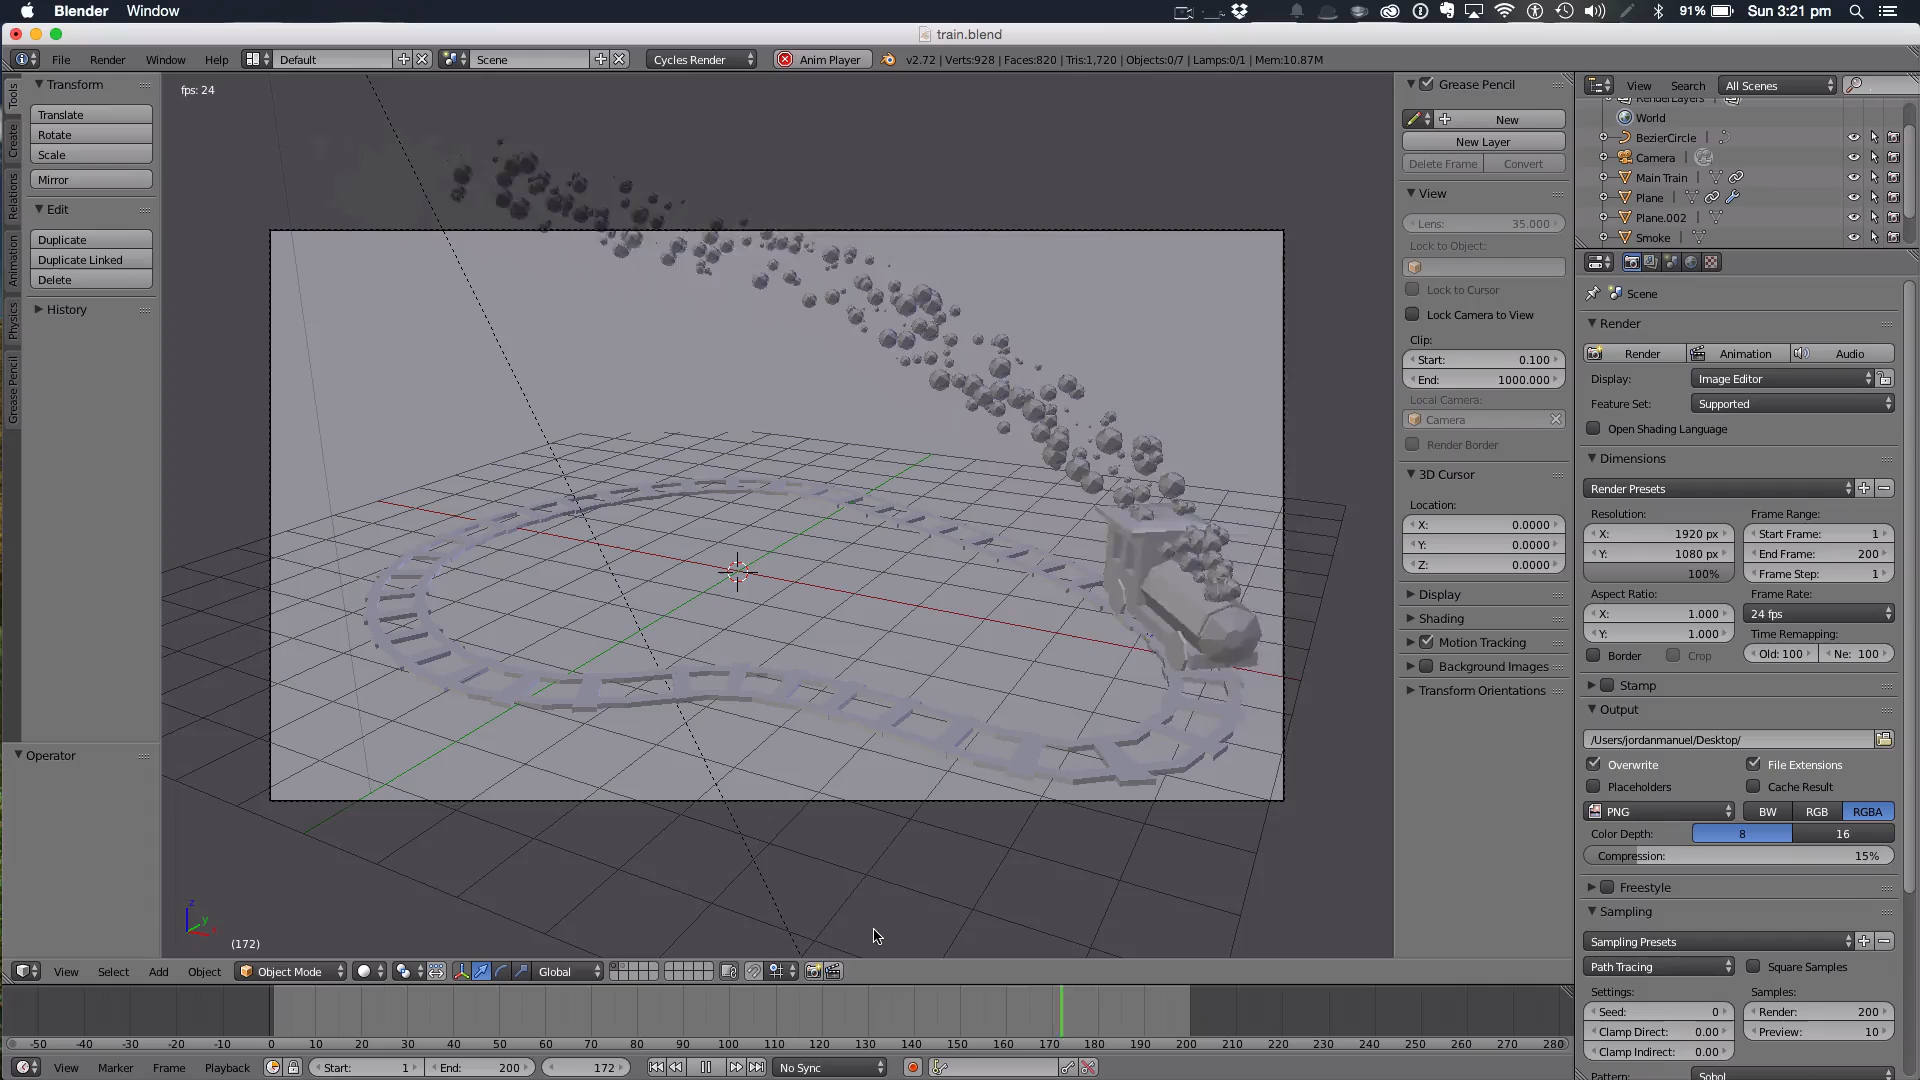 Blender Window 91% Sun 3:21 pm
train.blend
File Render Window Help Default Scene Cycles Render Anim Player v2.72 | Verts:928 | Faces:820 | Tris:1,720 | Objects:0/7 | Lamps:0/1 | Mem:10.87M
Tools
Create
Relations
Animation
Physics
Grease Pencil
Transform
Translate
Rotate
Scale
Mirror
Edit
Duplicate
Duplicate Linked
Delete
History
Operator
fps: 24
z
y
x
(172)
Grease Pencil
New
New Layer
Delete Frame Convert
View
Lens: 35.000
Lock to Object:
Lock to Cursor
Lock Camera to View
Clip:
Start: 0.100
End: 1000.000
Local Camera:
Camera
Render Border
3D Cursor
Location:
X: 0.0000
Y: 0.0000
Z: 0.0000
Display
Shading
Motion Tracking
Background Images
Transform Orientations
View Search All Scenes
RenderLayers
World
BezierCircle
Camera
Main Train
Plane
Plane.002
Smoke
Scene
Render
Render Animation Audio
Display: Image Editor
Feature Set: Supported
Open Shading Language
Dimensions
Render Presets
Resolution: Frame Range:
X: 1920 px Start Frame: 1
Y: 1080 px End Frame: 200
100% Frame Step: 1
Aspect Ratio: Frame Rate:
X: 1.000 24 fps
Y: 1.000 Time Remapping:
Border Crop Old: 100 Ne: 100
Stamp
Output
/Users/jordanmanuel/Desktop/
Overwrite File Extensions
Placeholders Cache Result
PNG BW RGB RGBA
Color Depth: 8 16
Compression: 15%
Freestyle
Sampling
Sampling Presets
Path Tracing Square Samples
Settings: Samples:
Seed: 0 Render: 200
Clamp Direct: 0.00 Preview: 10
Clamp Indirect: 0.00
Pattern: Sobol
View Select Add Object Object Mode Global
-50 -40 -30 -20 -10 0 10 20 30 40 50 60 70 80 90 100 110 120 130 140 150 160 170 180 190 200 210 220 230 240 250 260 270 280
View Marker Frame Playback Start: 1 End: 200 172 No Sync